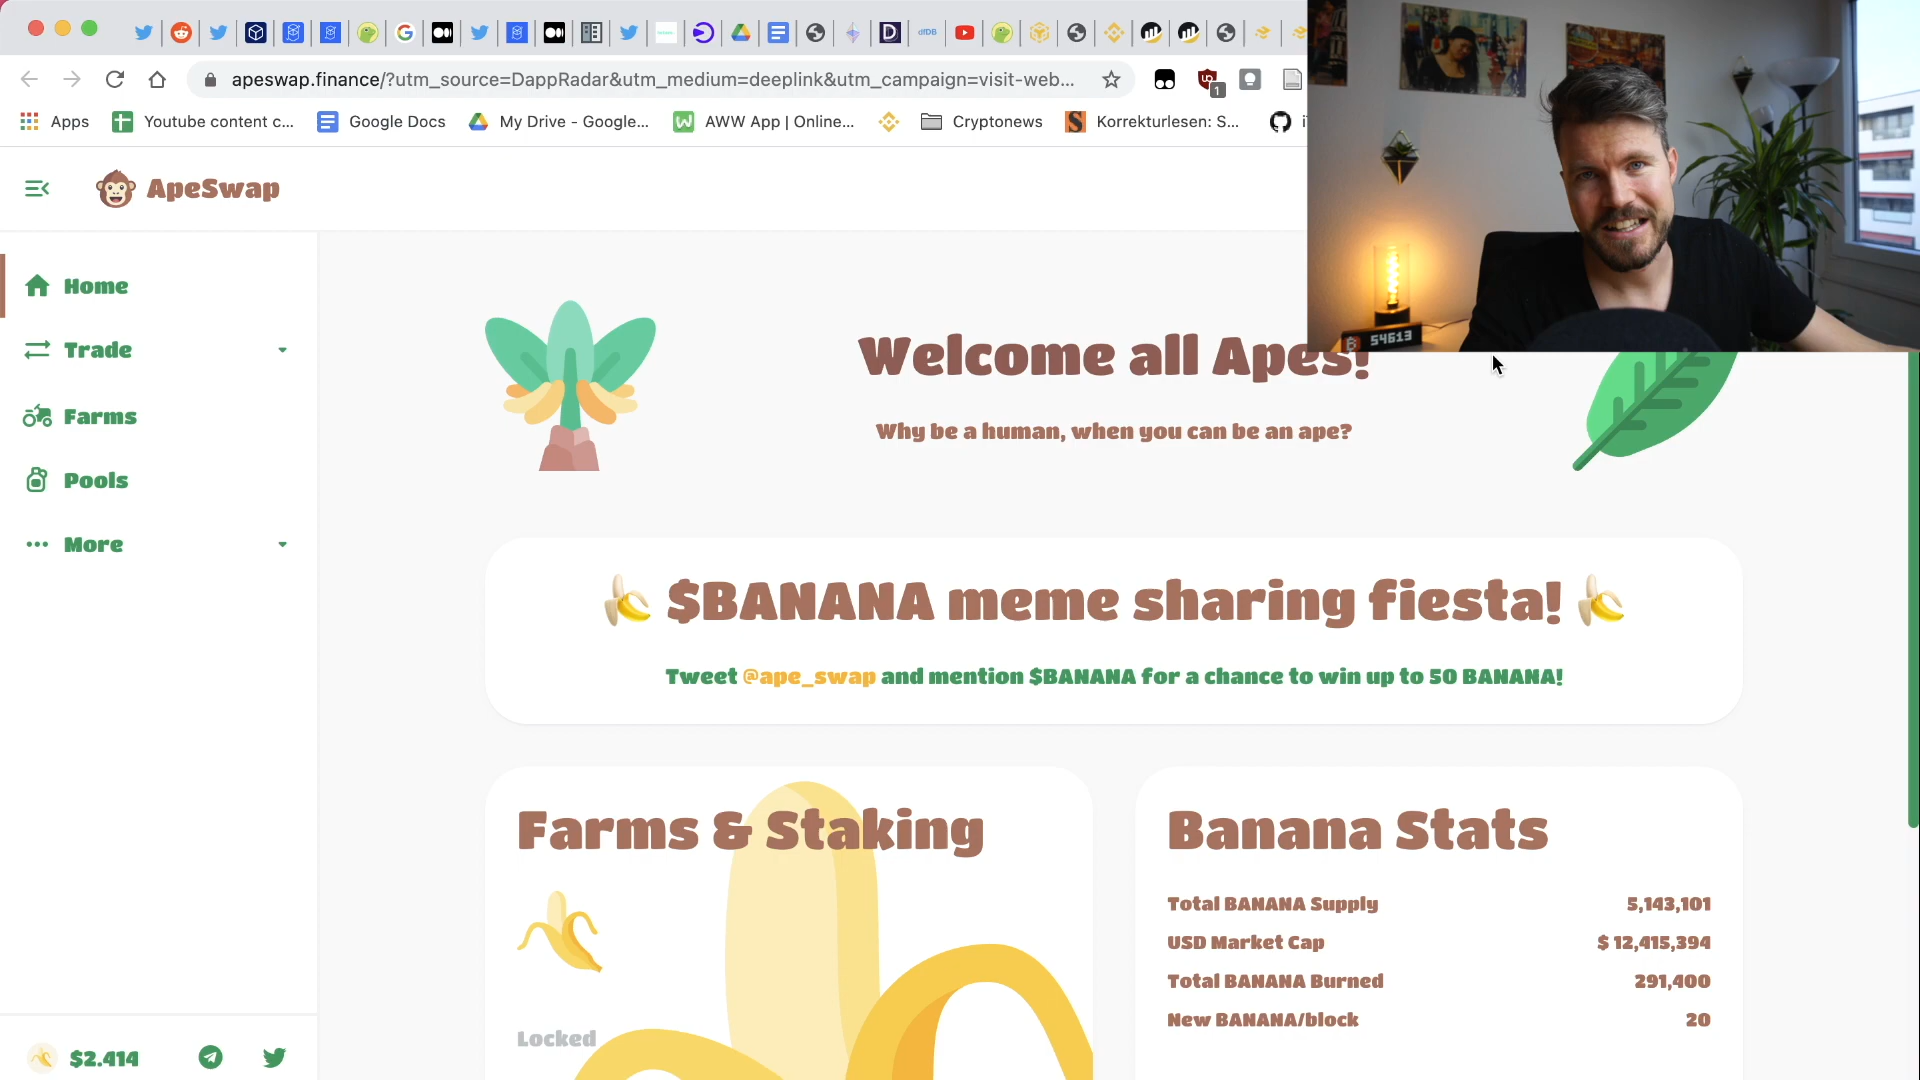 dfDB
apeswap.finance/?utm_source=DappRadar&utm_medium=deeplink&utm_campaign=visit-web...
1
Apps
Youtube content c...
Google Docs
My Drive - Google...
AWW App | Online...
Cryptonews
Korrekturlesen: S...
ApeSwap
54613
Home
Trade
Farms
Pools
More
Welcome all Apes!
Why be a human, when you can be an ape?
$BANANA meme sharing fiesta!
Tweet @ape_swap and mention $BANANA for a chance to win up to 50 BANANA!
Farms & Staking
Locked
Banana Stats
Total BANANA Supply 5,143,101
USD Market Cap $ 12,415,394
Total BANANA Burned 291,400
New BANANA/block 20
$2.414